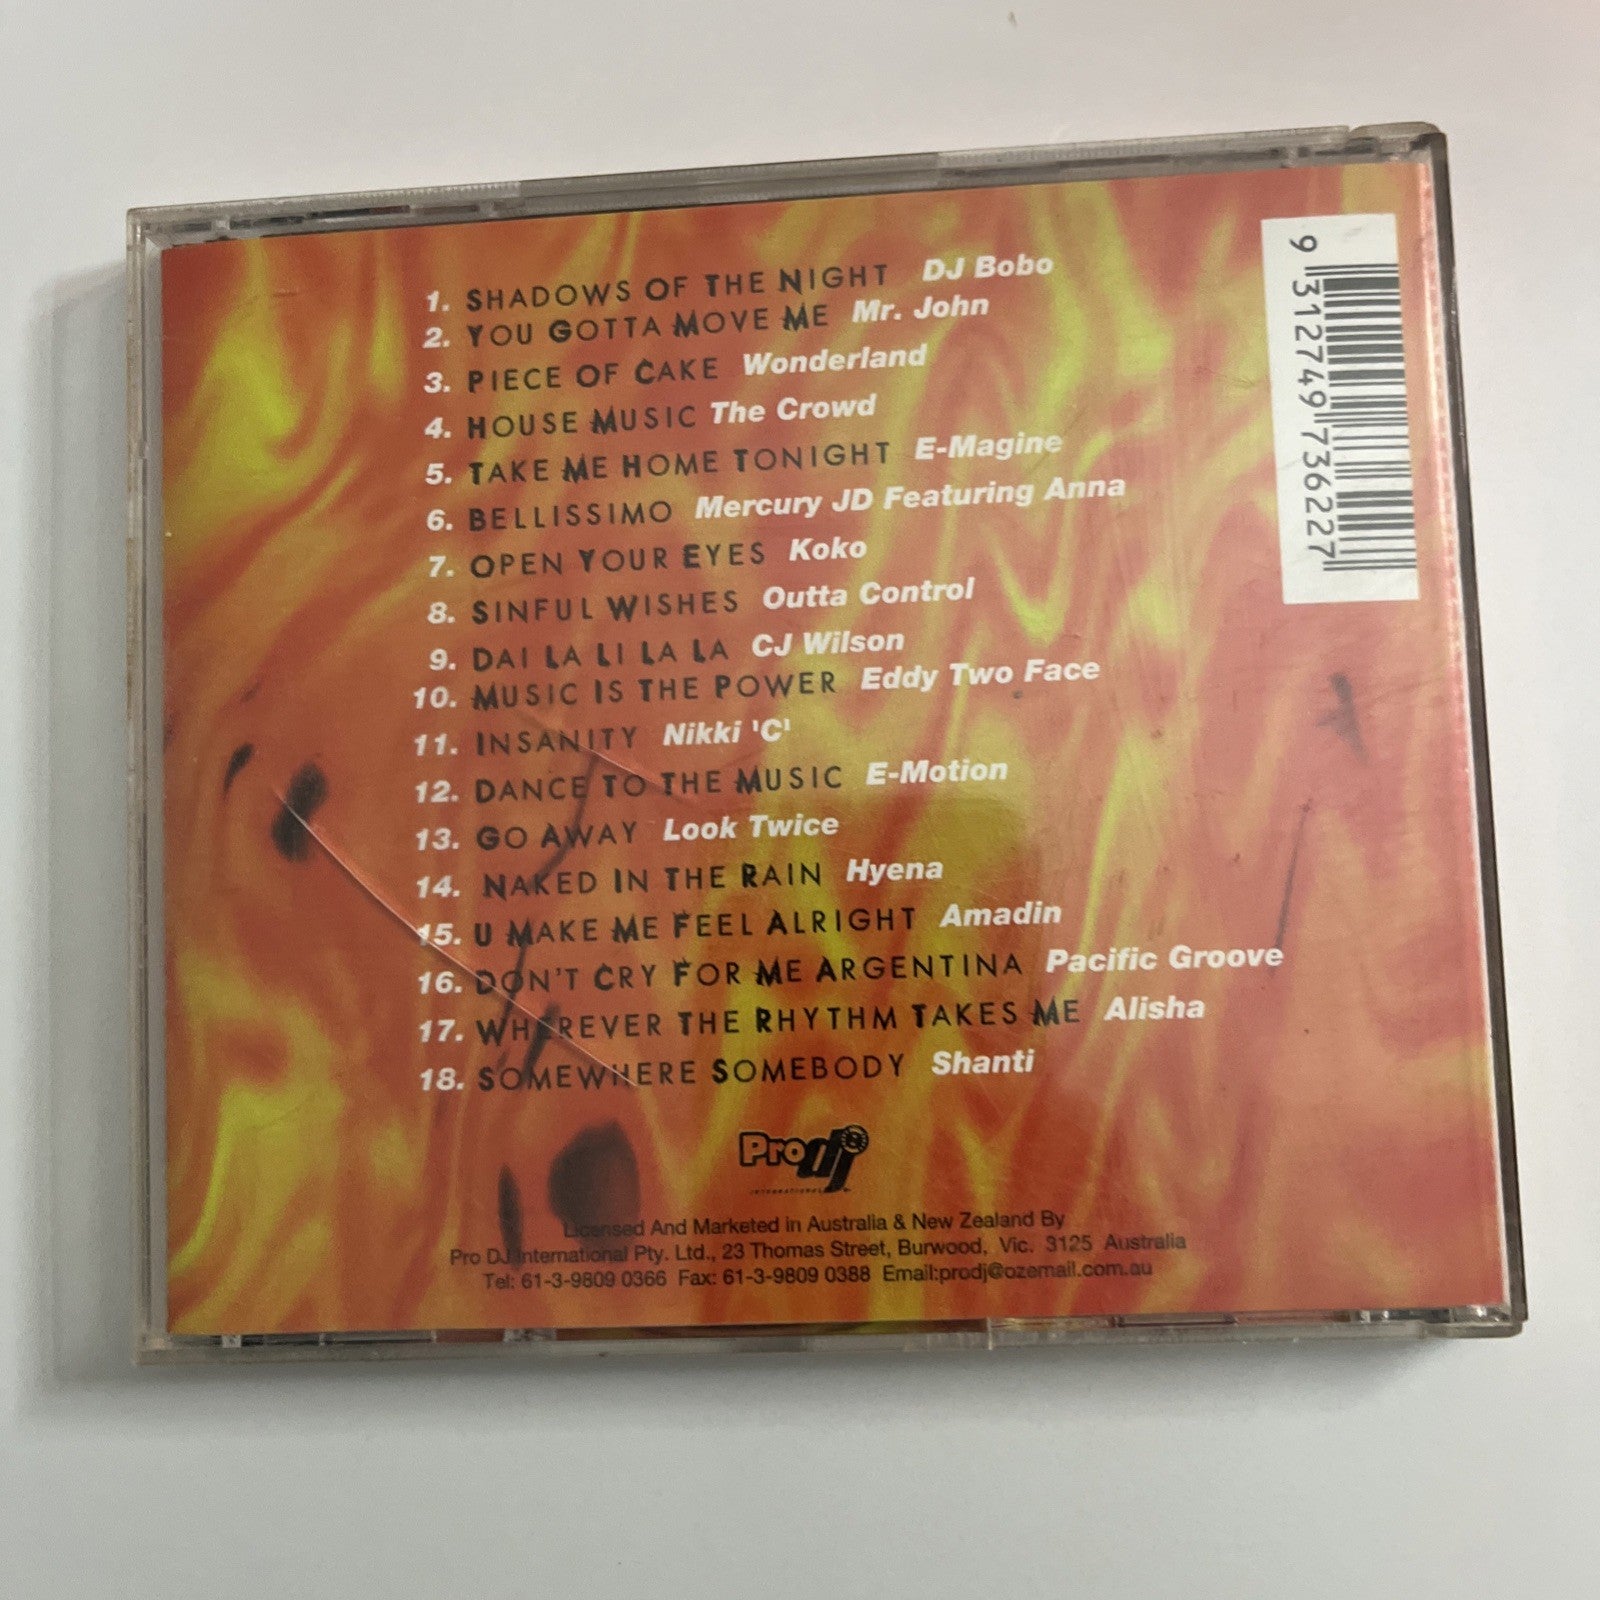 1. SHADOWS OF THE NIGHT DJ Bobo
2. YOU GOTTA MOVE ME Mr. John
3. PIECE OF CAKE Wonderland
4. HOUSE MUSIC The Crowd
5. TAKE ME HOME TONIGHT E-Magine
6. BELLISSIMO Mercury JD Featuring Anna
7. OPEN YOUR EYES Koko
8. SINFUL WISHES Outta Control
9. DAI LA LI LA LA CJ Wilson
10. MUSIC IS THE POWER Eddy Two Face
11. INSANITY Nikki 'C'
12. DANCE TO THE MUSIC E-Motion
13. GO AWAY Look Twice
14. NAKED IN THE RAIN Hyena
15. U MAKE ME FEEL ALRIGHT Amadin
16. DON'T CRY FOR ME ARGENTINA Pacific Groove
17. WHEREVER THE RHYTHM TAKES ME Alisha
18. SOMEWHERE SOMEBODY Shanti
9 312749 736227
Pro dj
INTERNATIONAL
Licensed And Marketed in Australia & New Zealand By
Pro DJ International Pty. Ltd., 23 Thomas Street, Burwood, Vic. 3125 Australia
Tel: 61-3-9809 0366 Fax: 61-3-9809 0388 Email:prodj@ozemail.com.au